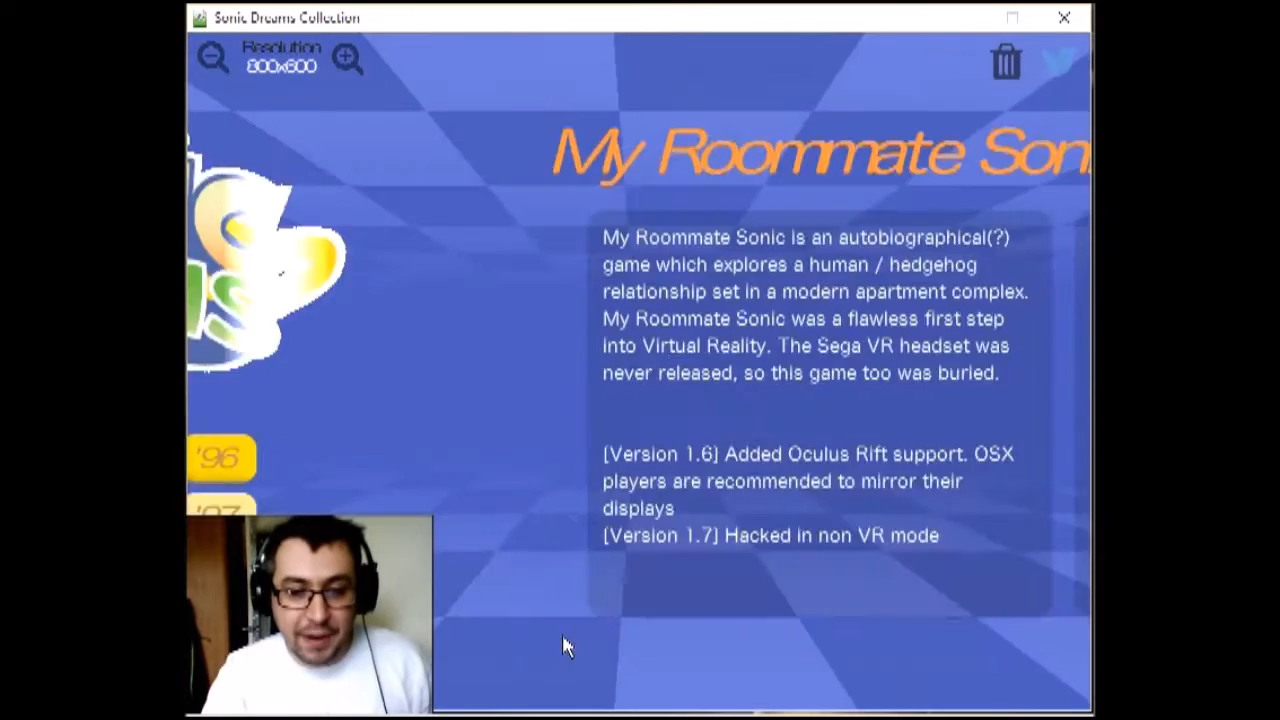 Sonic Dreams Collection
Resolution
800x600
My Roommate Son
My Roommate Sonic is an autobiographical(?)
game which explores a human / hedgehog
relationship set in a modern apartment complex.
My Roommate Sonic was a flawless first step
into Virtual Reality. The Sega VR headset was
never released, so this game too was buried.
[Version 1.6] Added Oculus Rift support. OSX
players are recommended to mirror their
displays
[Version 1.7] Hacked in non VR mode
'96
'97